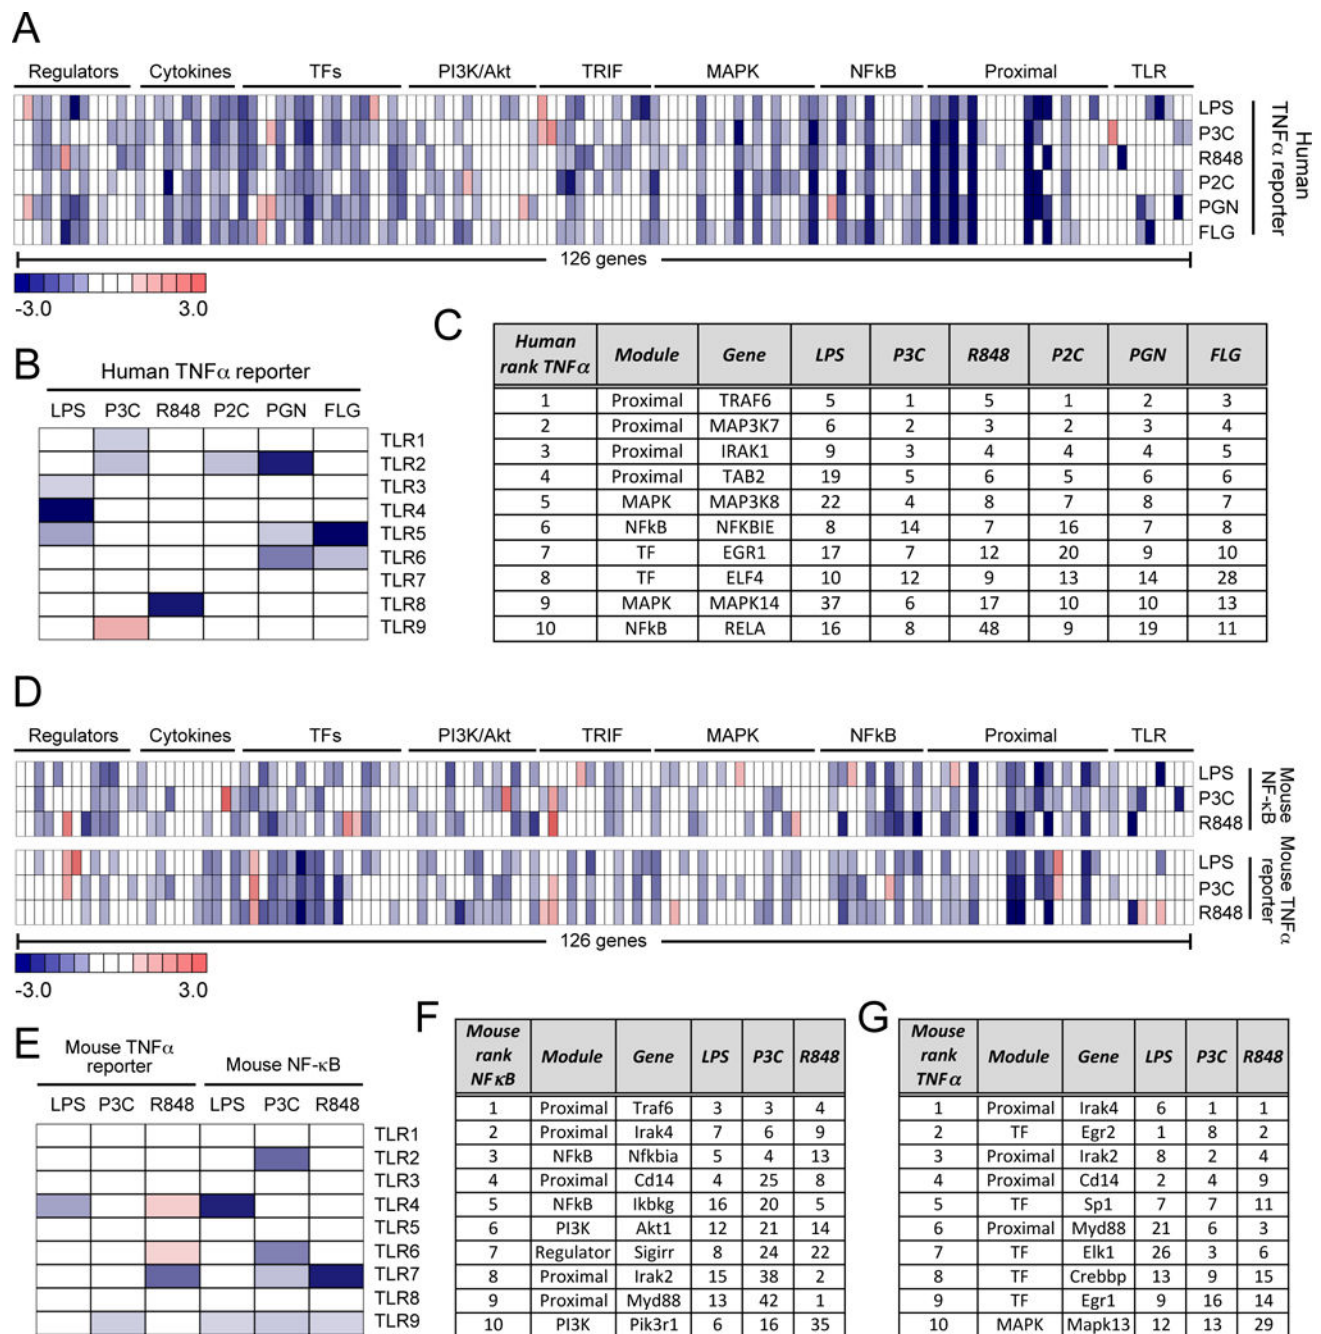 A
Regulators Cytokines TFs PI3K/Akt TRIF MAPK NFkB Proximal TLR
LPS
P3C
R848
P2C
PGN
FLG
Human
TNFα reporter
126 genes
-3.0 3.0
B
Human TNFα reporter
LPS P3C R848 P2C PGN FLG
TLR1
TLR2
TLR3
TLR4
TLR5
TLR6
TLR7
TLR8
TLR9
C
Human rank TNFα Module Gene LPS P3C R848 P2C PGN FLG
1 Proximal TRAF6 5 1 5 1 2 3
2 Proximal MAP3K7 6 2 3 2 3 4
3 Proximal IRAK1 9 3 4 4 4 5
4 Proximal TAB2 19 5 6 5 6 6
5 MAPK MAP3K8 22 4 8 7 8 7
6 NFkB NFKBIE 8 14 7 16 7 8
7 TF EGR1 17 7 12 20 9 10
8 TF ELF4 10 12 9 13 14 28
9 MAPK MAPK14 37 6 17 10 10 13
10 NFkB RELA 16 8 48 9 19 11
D
Regulators Cytokines TFs PI3K/Akt TRIF MAPK NFkB Proximal TLR
LPS
P3C
R848
Mouse
NF-κB
LPS
P3C
R848
Mouse TNFα
reporter
126 genes
-3.0 3.0
E
Mouse TNFα reporter Mouse NF-κB
LPS P3C R848 LPS P3C R848
TLR1
TLR2
TLR3
TLR4
TLR5
TLR6
TLR7
TLR8
TLR9
F
Mouse rank NFκB Module Gene LPS P3C R848
1 Proximal Traf6 3 3 4
2 Proximal Irak4 7 6 9
3 NFkB Nfkbia 5 4 13
4 Proximal Cd14 4 25 8
5 NFkB Ikbkg 16 20 5
6 PI3K Akt1 12 21 14
7 Regulator Sigirr 8 24 22
8 Proximal Irak2 15 38 2
9 Proximal Myd88 13 42 1
10 PI3K Pik3r1 6 16 35
G
Mouse rank TNFα Module Gene LPS P3C R848
1 Proximal Irak4 6 1 1
2 TF Egr2 1 8 2
3 Proximal Irak2 8 2 4
4 Proximal Cd14 2 4 9
5 TF Sp1 7 7 11
6 Proximal Myd88 21 6 3
7 TF Elk1 26 3 6
8 TF Crebbp 13 9 15
9 TF Egr1 9 16 14
10 MAPK Mapk13 12 13 29